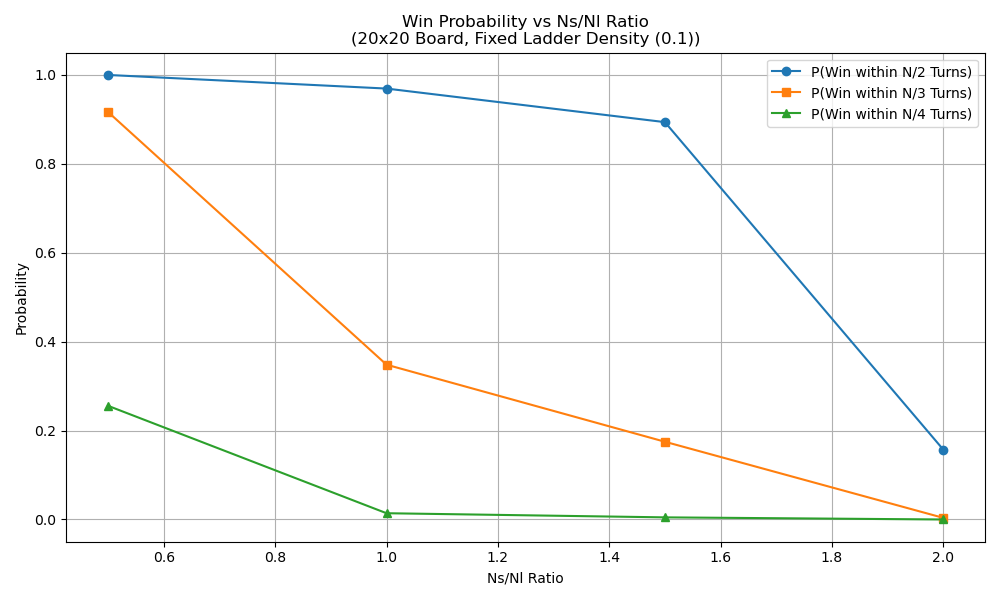 Win Probability vs Ns/Nl Ratio
(20x20 Board, Fixed Ladder Density (0.1))
P(Win within N/2 Turns)
P(Win within N/3 Turns)
P(Win within N/4 Turns)
Probability
1.0
0.8
0.6
0.4
0.2
0.0
0.6 0.8 1.0 1.2 1.4 1.6 1.8 2.0
Ns/Nl Ratio